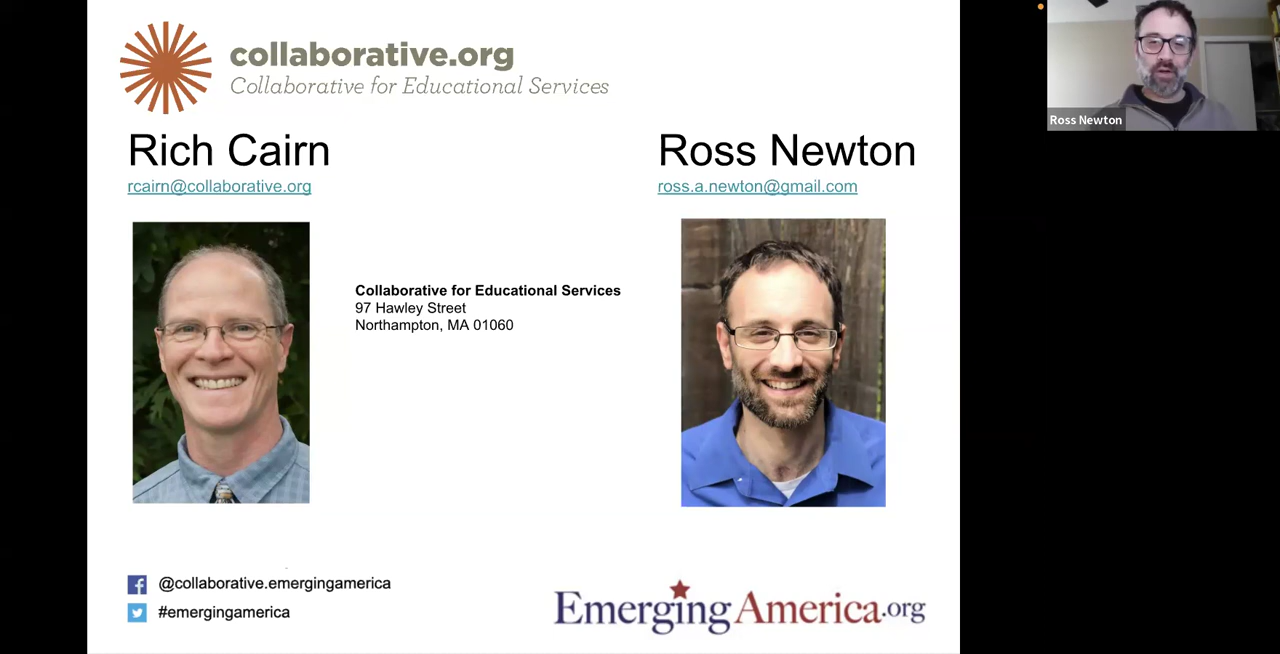 collaborative.org
Collaborative for Educational Services
Rich Cairn
rcairn@collaborative.org
Ross Newton
ross.a.newton@gmail.com
Collaborative for Educational Services
97 Hawley Street
Northampton, MA 01060
@collaborative.emergingamerica
#emergingamerica
EmergingAmerica.org
Ross Newton